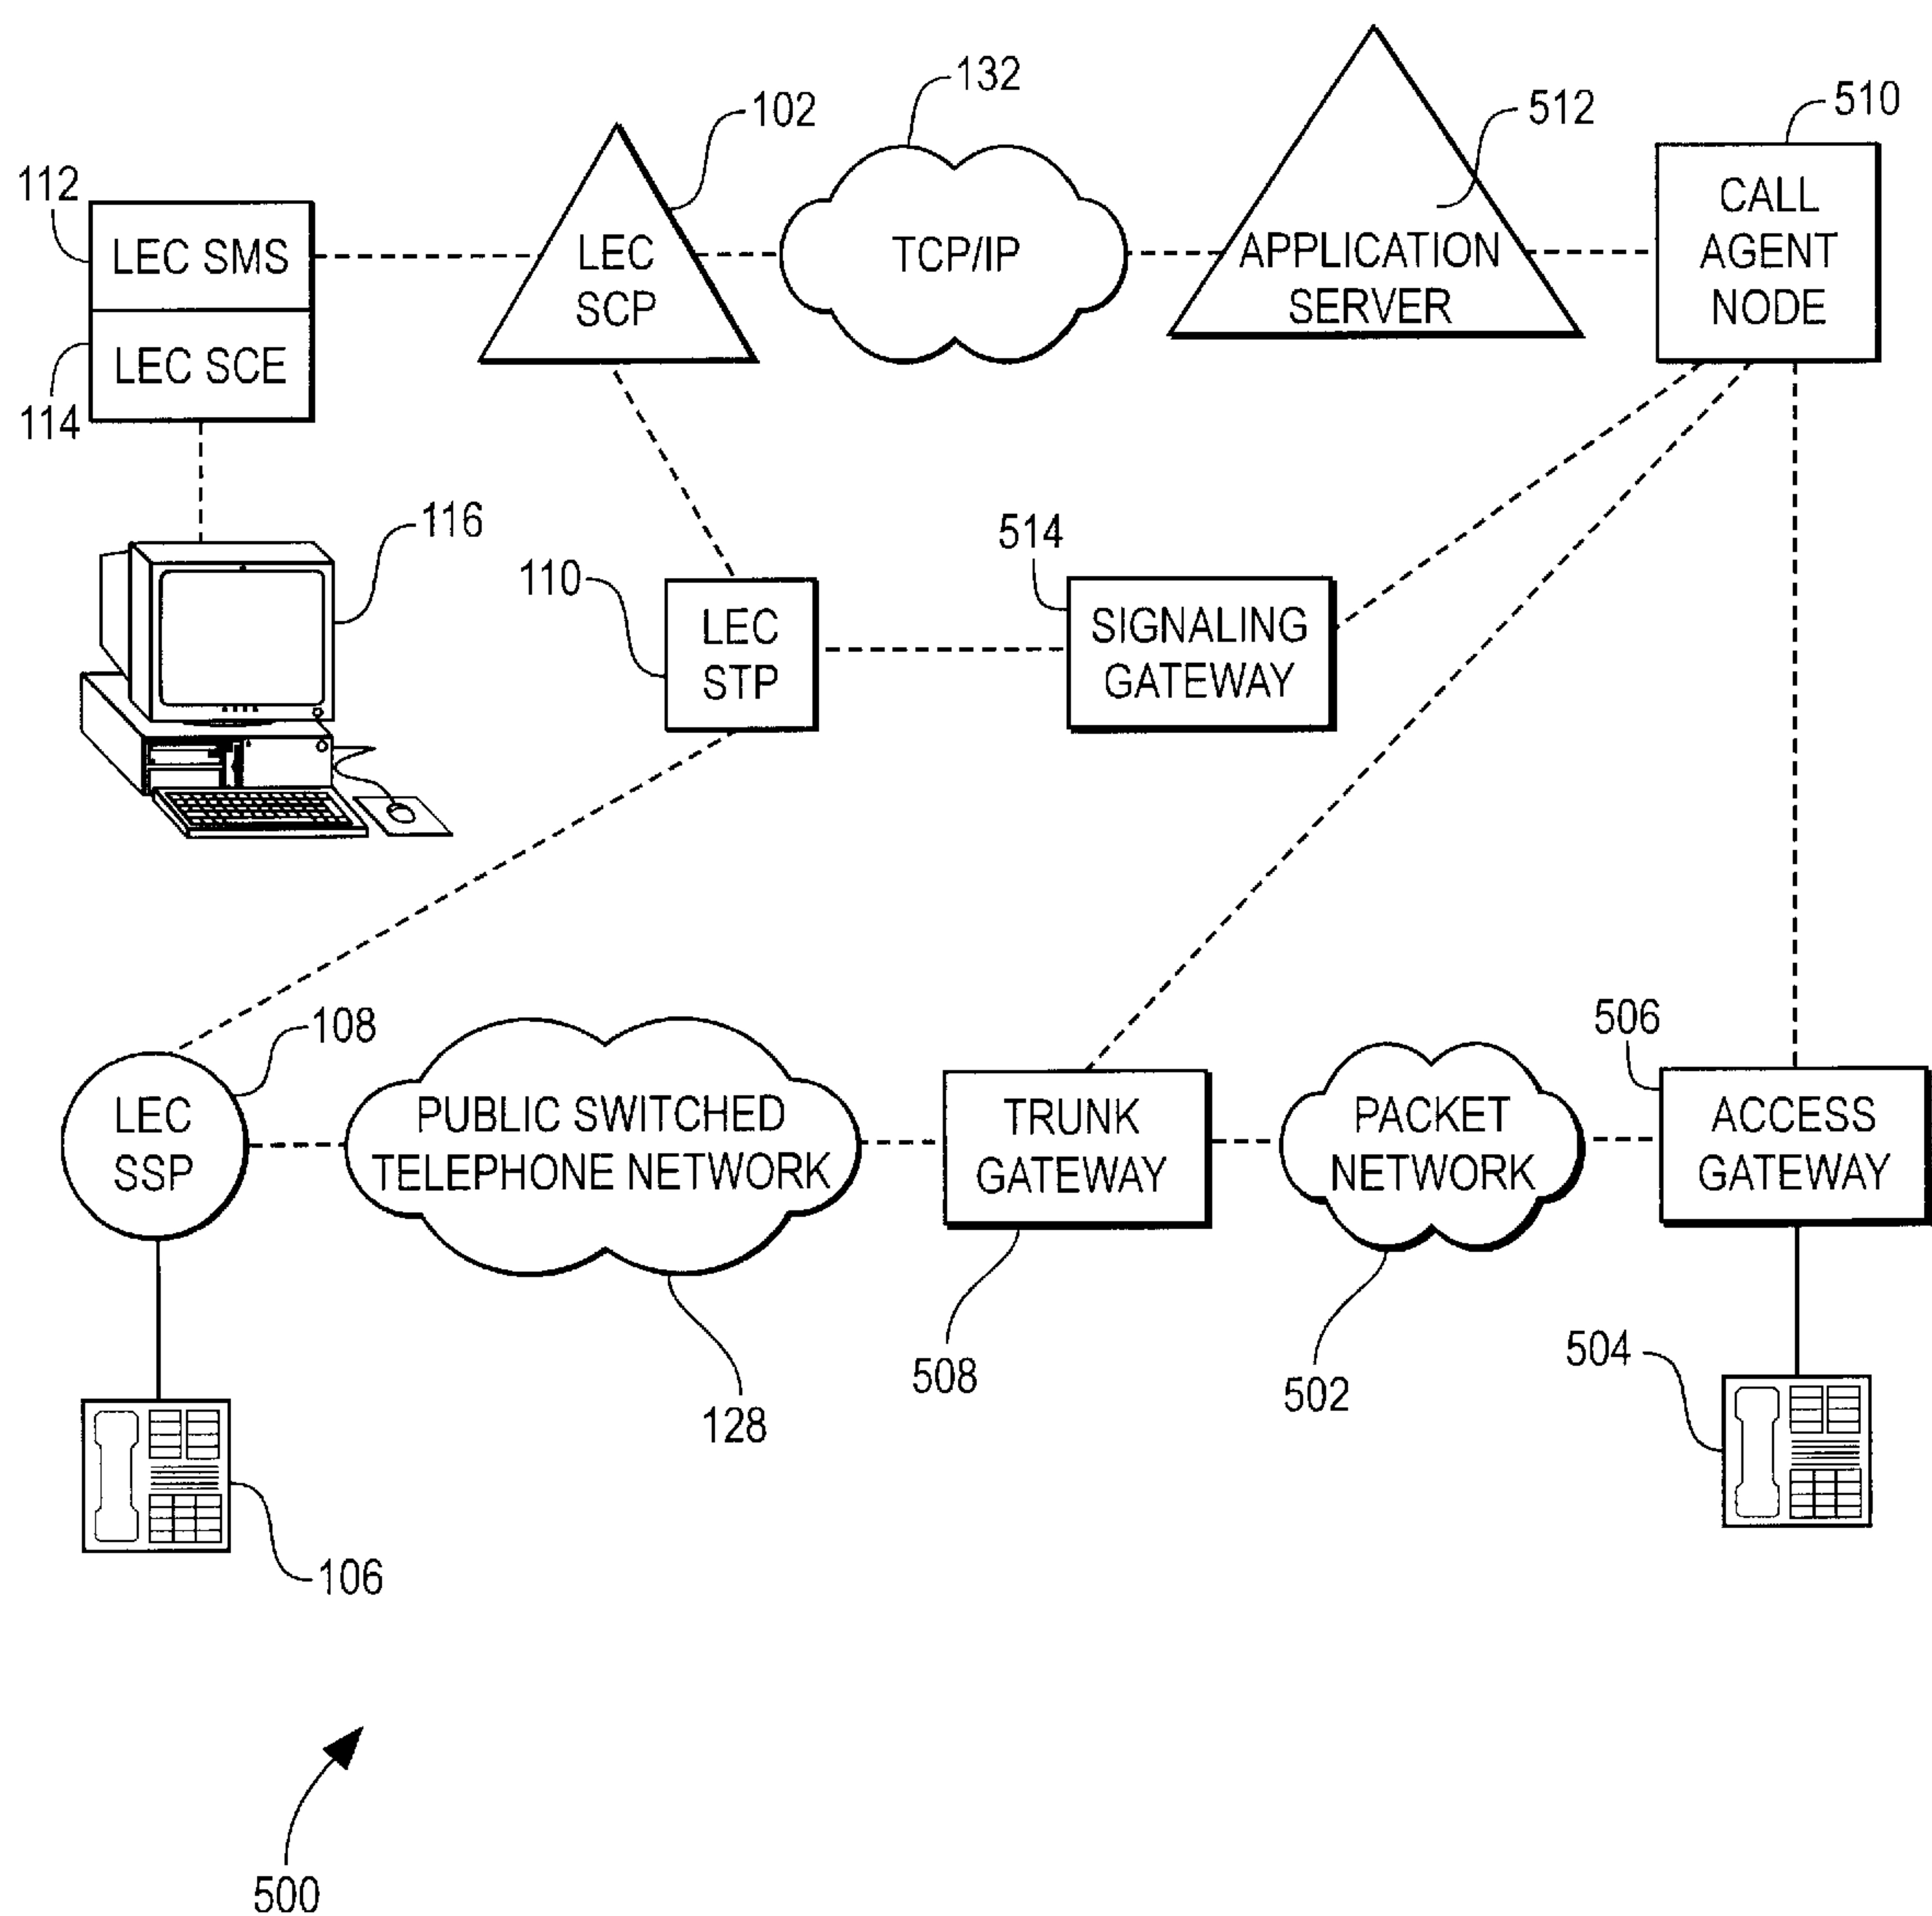 132
102
512
510
112
LEC SMS
LEC
SCP
TCP/IP
APPLICATION
SERVER
CALL
AGENT
NODE
LEC SCE
114
116
110
LEC
STP
514
SIGNALING
GATEWAY
108
LEC
SSP
PUBLIC SWITCHED
TELEPHONE NETWORK
TRUNK
GATEWAY
PACKET
NETWORK
506
ACCESS
GATEWAY
128
508
502
504
106
500